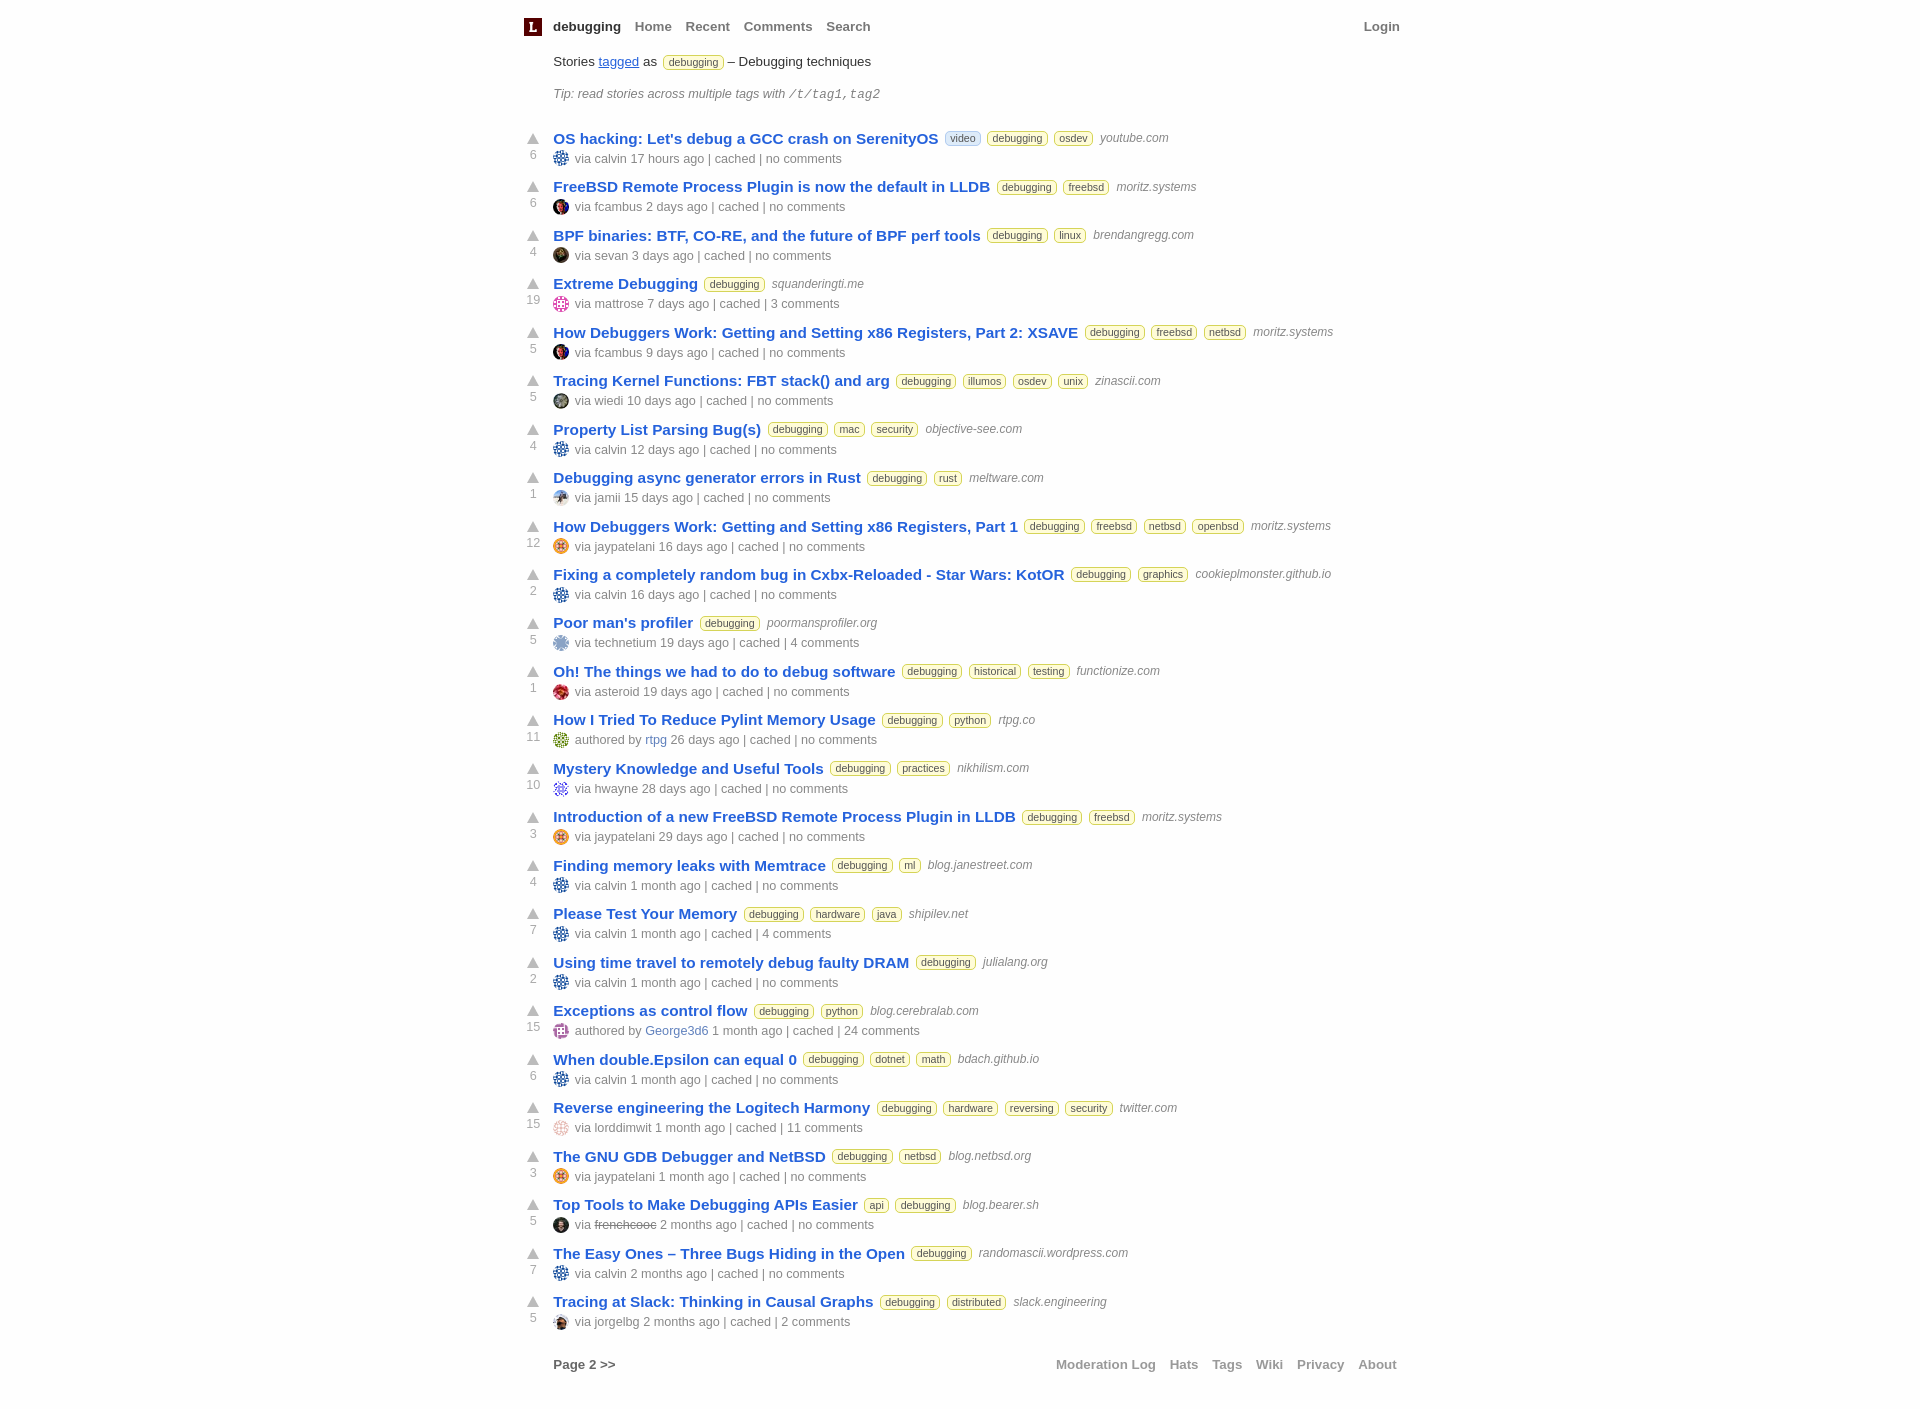 L debugging Home Recent Comments Search Login
Stories tagged as debugging – Debugging techniques
Tip: read stories across multiple tags with /t/tag1,tag2
OS hacking: Let's debug a GCC crash on SerenityOS video debugging osdev youtube.com
6 via calvin 17 hours ago | cached | no comments
FreeBSD Remote Process Plugin is now the default in LLDB debugging freebsd moritz.systems
6 via fcambus 2 days ago | cached | no comments
BPF binaries: BTF, CO-RE, and the future of BPF perf tools debugging linux brendangregg.com
4 via sevan 3 days ago | cached | no comments
Extreme Debugging debugging squanderingti.me
19 via mattrose 7 days ago | cached | 3 comments
How Debuggers Work: Getting and Setting x86 Registers, Part 2: XSAVE debugging freebsd netbsd moritz.systems
5 via fcambus 9 days ago | cached | no comments
Tracing Kernel Functions: FBT stack() and arg debugging illumos osdev unix zinascii.com
5 via wiedi 10 days ago | cached | no comments
Property List Parsing Bug(s) debugging mac security objective-see.com
4 via calvin 12 days ago | cached | no comments
Debugging async generator errors in Rust debugging rust meltware.com
1 via jamii 15 days ago | cached | no comments
How Debuggers Work: Getting and Setting x86 Registers, Part 1 debugging freebsd netbsd openbsd moritz.systems
12 via jaypatelani 16 days ago | cached | no comments
Fixing a completely random bug in Cxbx-Reloaded - Star Wars: KotOR debugging graphics cookieplmonster.github.io
2 via calvin 16 days ago | cached | no comments
Poor man's profiler debugging poormansprofiler.org
5 via technetium 19 days ago | cached | 4 comments
Oh! The things we had to do to debug software debugging historical testing functionize.com
1 via asteroid 19 days ago | cached | no comments
How I Tried To Reduce Pylint Memory Usage debugging python rtpg.co
11 authored by rtpg 26 days ago | cached | no comments
Mystery Knowledge and Useful Tools debugging practices nikhilism.com
10 via hwayne 28 days ago | cached | no comments
Introduction of a new FreeBSD Remote Process Plugin in LLDB debugging freebsd moritz.systems
3 via jaypatelani 29 days ago | cached | no comments
Finding memory leaks with Memtrace debugging ml blog.janestreet.com
4 via calvin 1 month ago | cached | no comments
Please Test Your Memory debugging hardware java shipilev.net
7 via calvin 1 month ago | cached | 4 comments
Using time travel to remotely debug faulty DRAM debugging julialang.org
2 via calvin 1 month ago | cached | no comments
Exceptions as control flow debugging python blog.cerebralab.com
15 authored by George3d6 1 month ago | cached | 24 comments
When double.Epsilon can equal 0 debugging dotnet math bdach.github.io
6 via calvin 1 month ago | cached | no comments
Reverse engineering the Logitech Harmony debugging hardware reversing security twitter.com
15 via lorddimwit 1 month ago | cached | 11 comments
The GNU GDB Debugger and NetBSD debugging netbsd blog.netbsd.org
3 via jaypatelani 1 month ago | cached | no comments
Top Tools to Make Debugging APIs Easier api debugging blog.bearer.sh
5 via frenchcooc 2 months ago | cached | no comments
The Easy Ones – Three Bugs Hiding in the Open debugging randomascii.wordpress.com
7 via calvin 2 months ago | cached | no comments
Tracing at Slack: Thinking in Causal Graphs debugging distributed slack.engineering
5 via jorgelbg 2 months ago | cached | 2 comments
Page 2 >> Moderation Log Hats Tags Wiki Privacy About